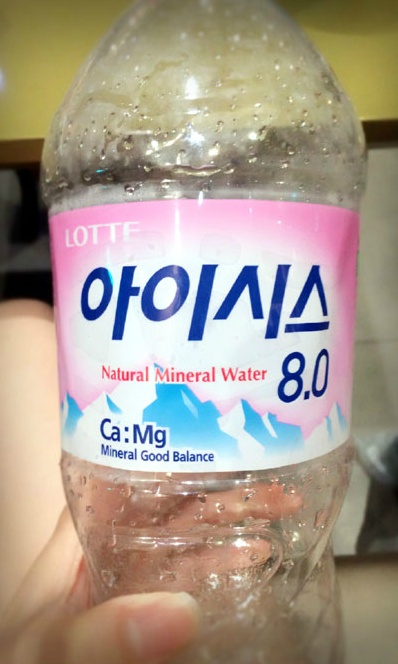 LOTTE
아이시스
Natural Mineral Water 8.0
Ca:Mg
Mineral Good Balance